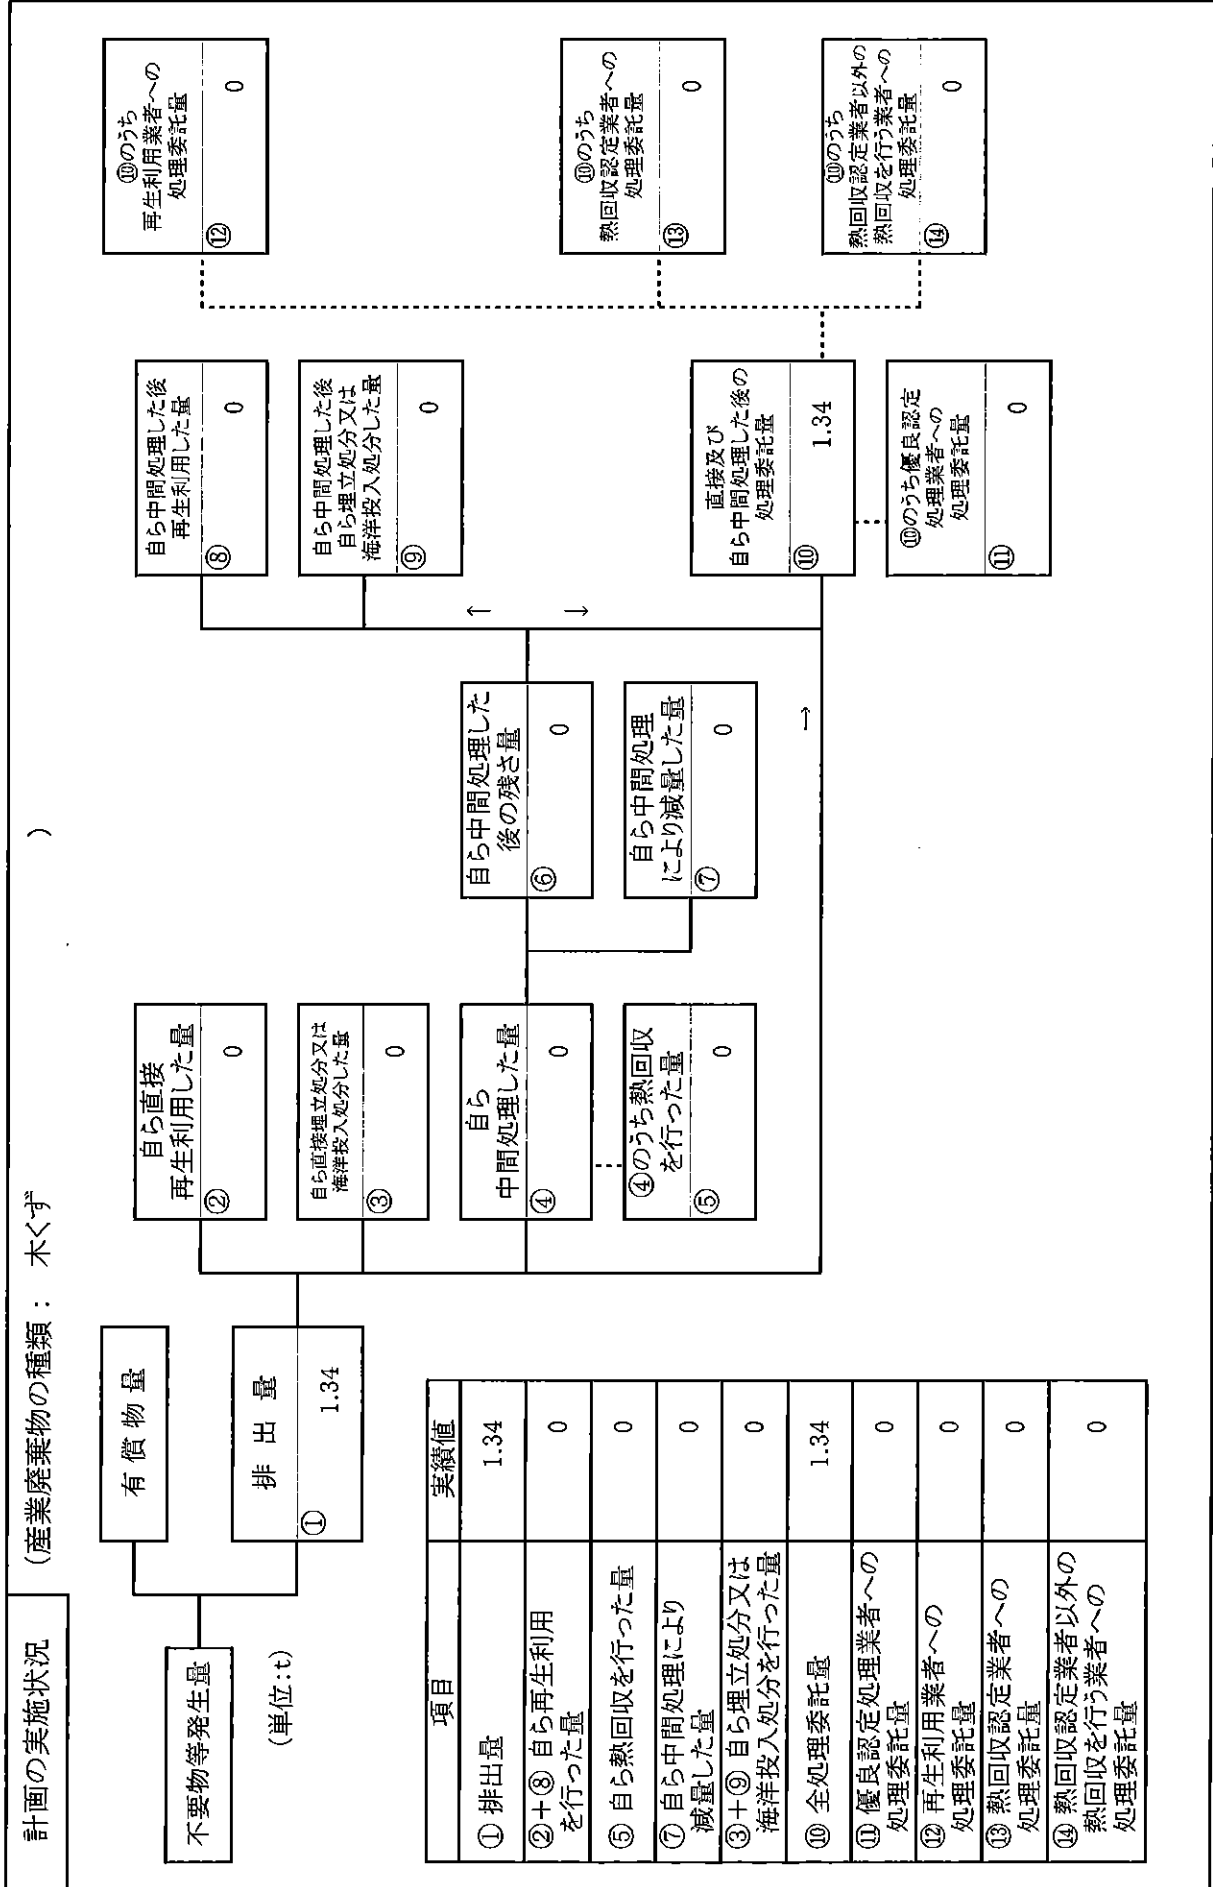 計画の実施状況
(産業廃棄物の種類： 木くず )
不要物等発生量
(単位:t)
有 償 物 量
排 出 量
① 1.34
自ら直接
再生利用した量
② 0
自ら直接埋立処分又は
海洋投入処分した量
③ 0
自ら
中間処理した量
④ 0
④のうち熱回収
を行った量
⑤ 0
自ら中間処理した
後の残さ量
⑥ 0
自ら中間処理
により減量した量
⑦ 0
自ら中間処理した後
再生利用した量
⑧ 0
自ら中間処理した後
自ら埋立処分又は
海洋投入処分した量
⑨ 0
直接及び
自ら中間処理した後の
処理委託量
⑩ 1.34
⑩のうち優良認定
処理業者への
処理委託量
⑪ 0
⑩のうち
再生利用業者への
処理委託量
⑫ 0
⑩のうち
熱回収認定業者への
処理委託量
⑬ 0
⑩のうち
熱回収認定業者以外の
熱回収を行う業者への
処理委託量
⑭ 0
項目 実績値
① 排出量 1.34
②＋⑧ 自ら再生利用
を行った量 0
⑤ 自ら熱回収を行った量 0
⑦ 自ら中間処理により
減量した量 0
③＋⑨ 自ら埋立処分又は
海洋投入処分を行った量 0
⑩ 全処理委託量 1.34
⑪ 優良認定処理業者への
処理委託量 0
⑫ 再生利用業者への
処理委託量 0
⑬ 熱回収認定業者への
処理委託量 0
⑭ 熱回収認定業者以外の
熱回収を行う業者への
処理委託量 0